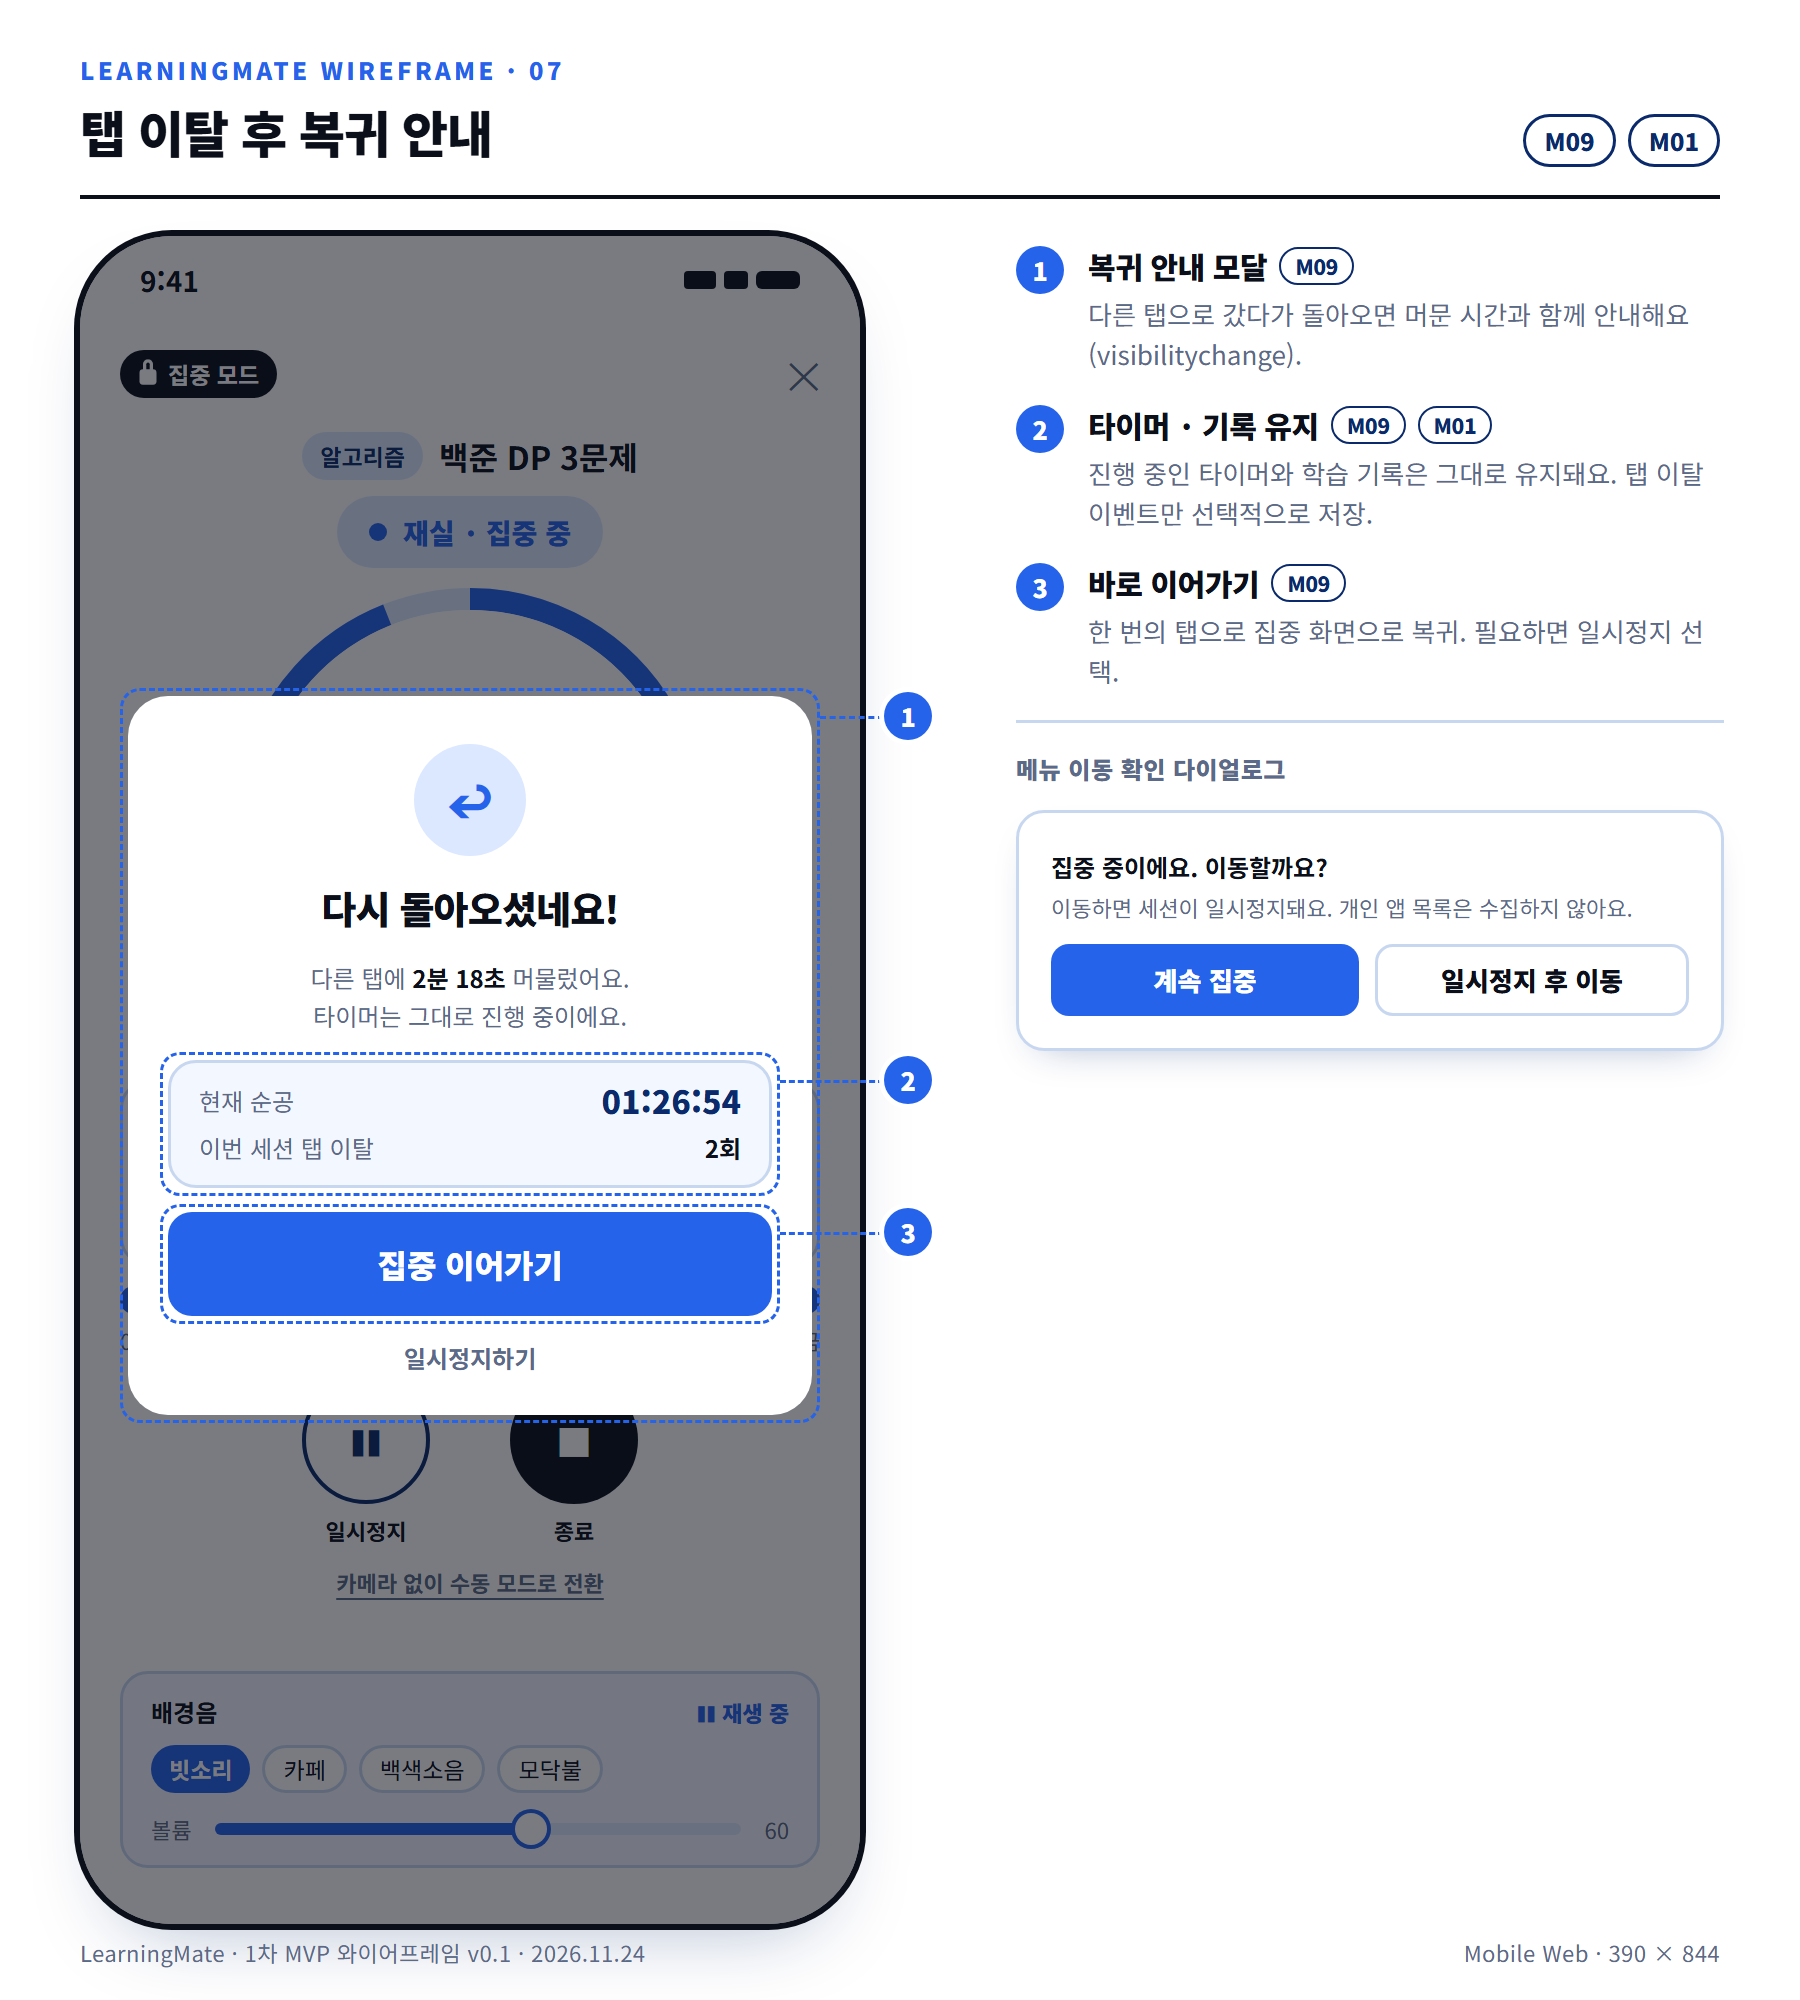 LEARNINGMATE WIREFRAME · 07
탭 이탈 후 복귀 안내
M09 M01
9:41
집중 모드
알고리즘 백준 DP 3문제
재실 · 집중 중
다시 돌아오셨네요!
다른 탭에 2분 18초 머물렀어요.
타이머는 그대로 진행 중이에요.
현재 순공 01:26:54
이번 세션 탭 이탈 2회
집중 이어가기
일시정지하기
일시정지 종료
카메라 없이 수동 모드로 전환
배경음 재생 중
빗소리 카페 백색소음 모닥불
볼륨 60
1
2
3
1 복귀 안내 모달 M09
다른 탭으로 갔다가 돌아오면 머문 시간과 함께 안내해요
(visibilitychange).
2 타이머 · 기록 유지 M09 M01
진행 중인 타이머와 학습 기록은 그대로 유지돼요. 탭 이탈
이벤트만 선택적으로 저장.
3 바로 이어가기 M09
한 번의 탭으로 집중 화면으로 복귀. 필요하면 일시정지 선
택.
메뉴 이동 확인 다이얼로그
집중 중이에요. 이동할까요?
이동하면 세션이 일시정지돼요. 개인 앱 목록은 수집하지 않아요.
계속 집중 일시정지 후 이동
LearningMate · 1차 MVP 와이어프레임 v0.1 · 2026.11.24
Mobile Web · 390 × 844